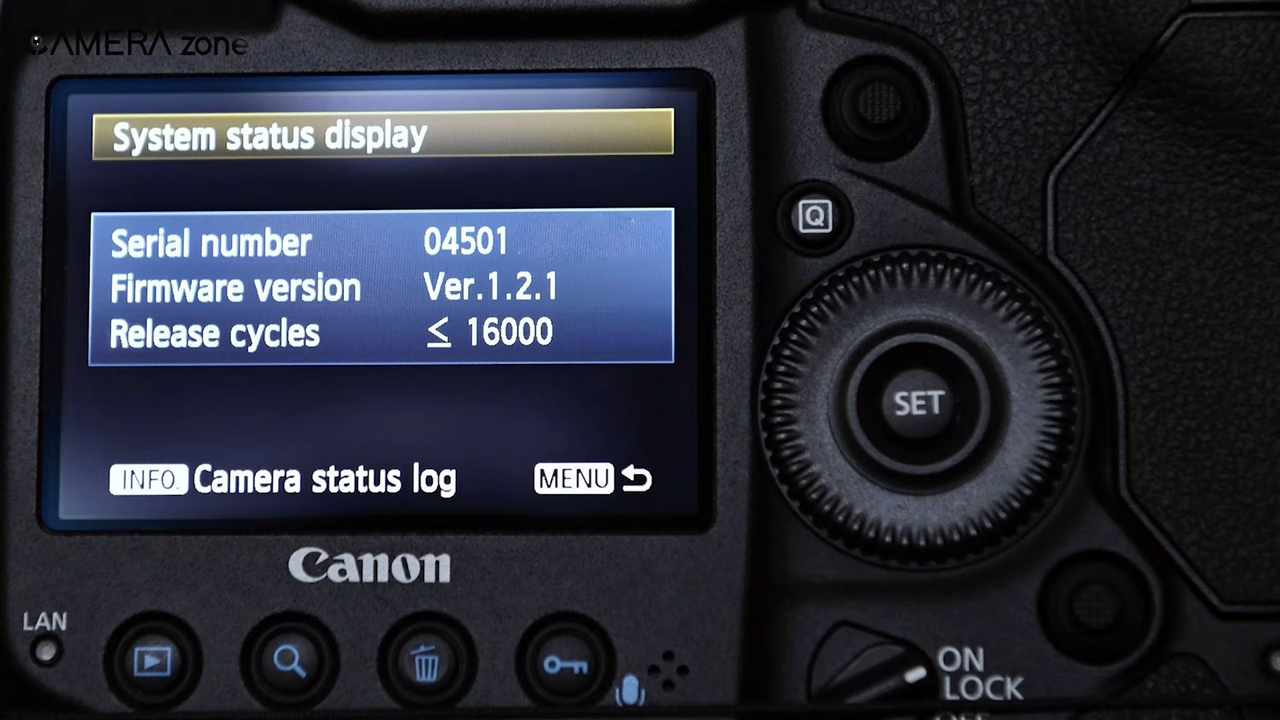 CAMERA zone
System status display
Serial number 04501
Firmware version Ver.1.2.1
Release cycles ≤ 16000
INFO. Camera status log MENU
Q
SET
Canon
LAN
ON
LOCK